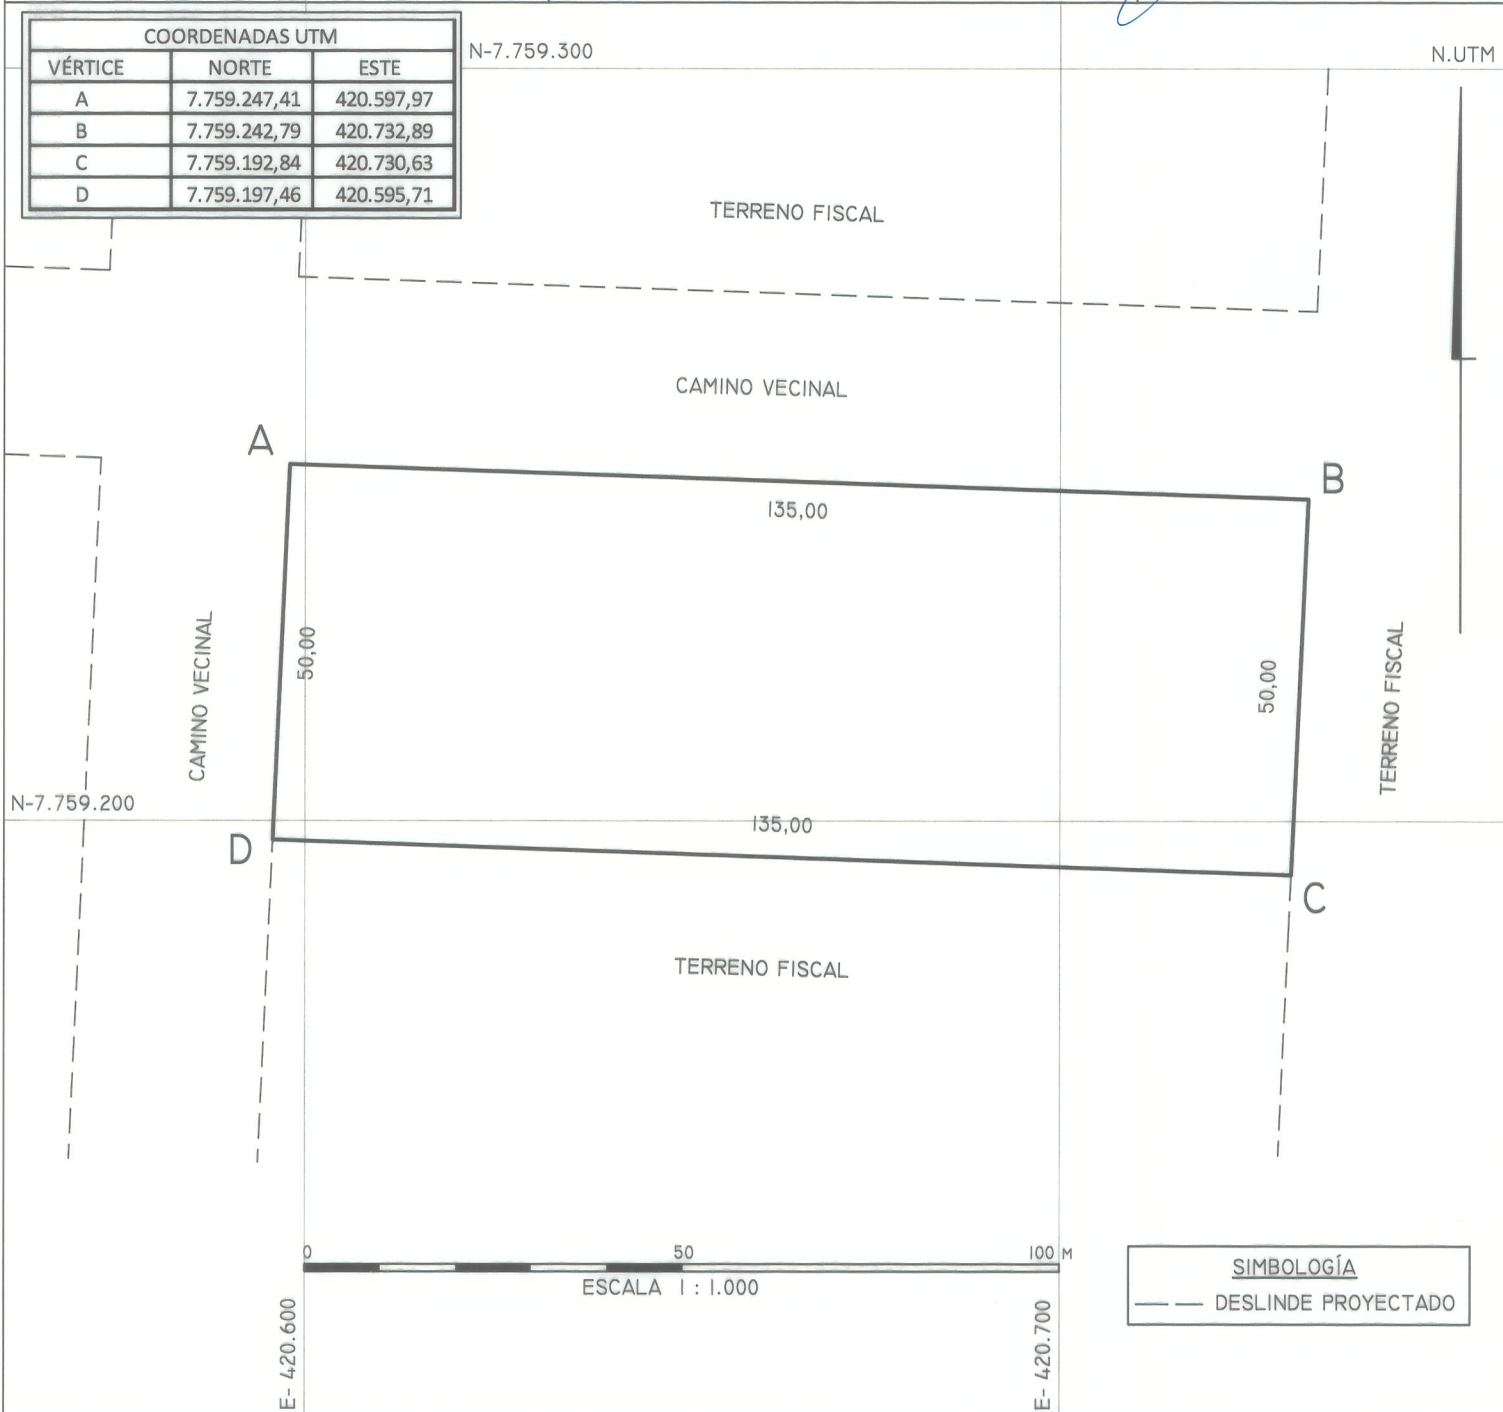 COORDENADAS UTM
VÉRTICE NORTE ESTE
A 7.759.247,41 420.597,97
B 7.759.242,79 420.732,89
C 7.759.192,84 420.730,63
D 7.759.197,46 420.595,71
N-7.759.300
N.UTM
TERRENO FISCAL
CAMINO VECINAL
A
B
135,00
CAMINO VECINAL
50,00
50,00
TERRENO FISCAL
N-7.759.200
135,00
D
C
TERRENO FISCAL
0 50 100 M
ESCALA 1 : 1.000
E- 420.600
E- 420.700
SIMBOLOGÍA
DESLINDE PROYECTADO